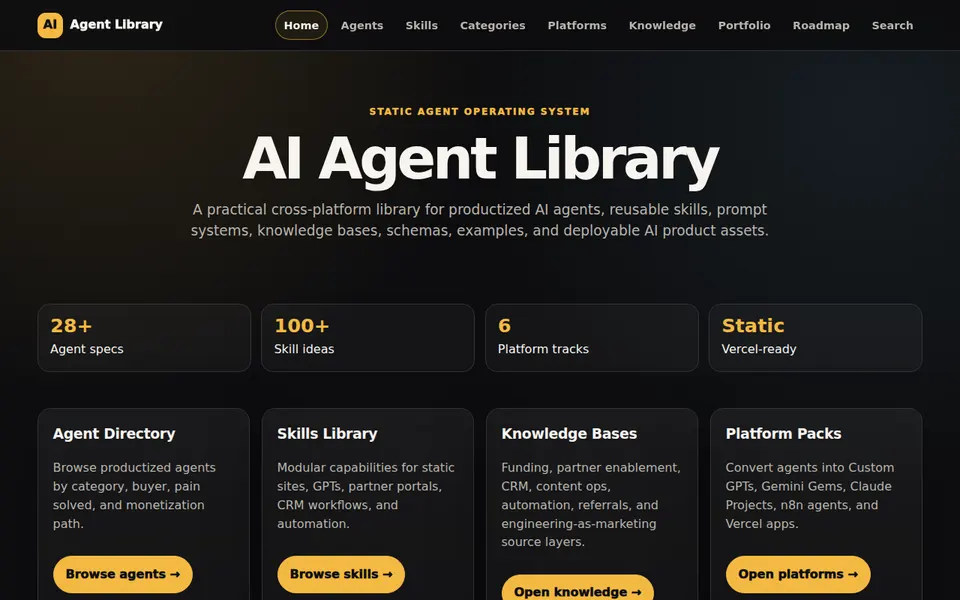 AI Agent Library
Home Agents Skills Categories Platforms Knowledge Portfolio Roadmap Search
STATIC AGENT OPERATING SYSTEM
AI Agent Library
A practical cross-platform library for productized AI agents, reusable skills, prompt
systems, knowledge bases, schemas, examples, and deployable AI product assets.
28+
Agent specs
100+
Skill ideas
6
Platform tracks
Static
Vercel-ready
Agent Directory
Browse productized agents
by category, buyer, pain
solved, and monetization
path.
Browse agents →
Skills Library
Modular capabilities for static
sites, GPTs, partner portals,
CRM workflows, and
automation.
Browse skills →
Knowledge Bases
Funding, partner enablement,
CRM, content ops,
automation, referrals, and
engineering-as-marketing
source layers.
Open knowledge →
Platform Packs
Convert agents into Custom
GPTs, Gemini Gems, Claude
Projects, n8n agents, and
Vercel apps.
Open platforms →